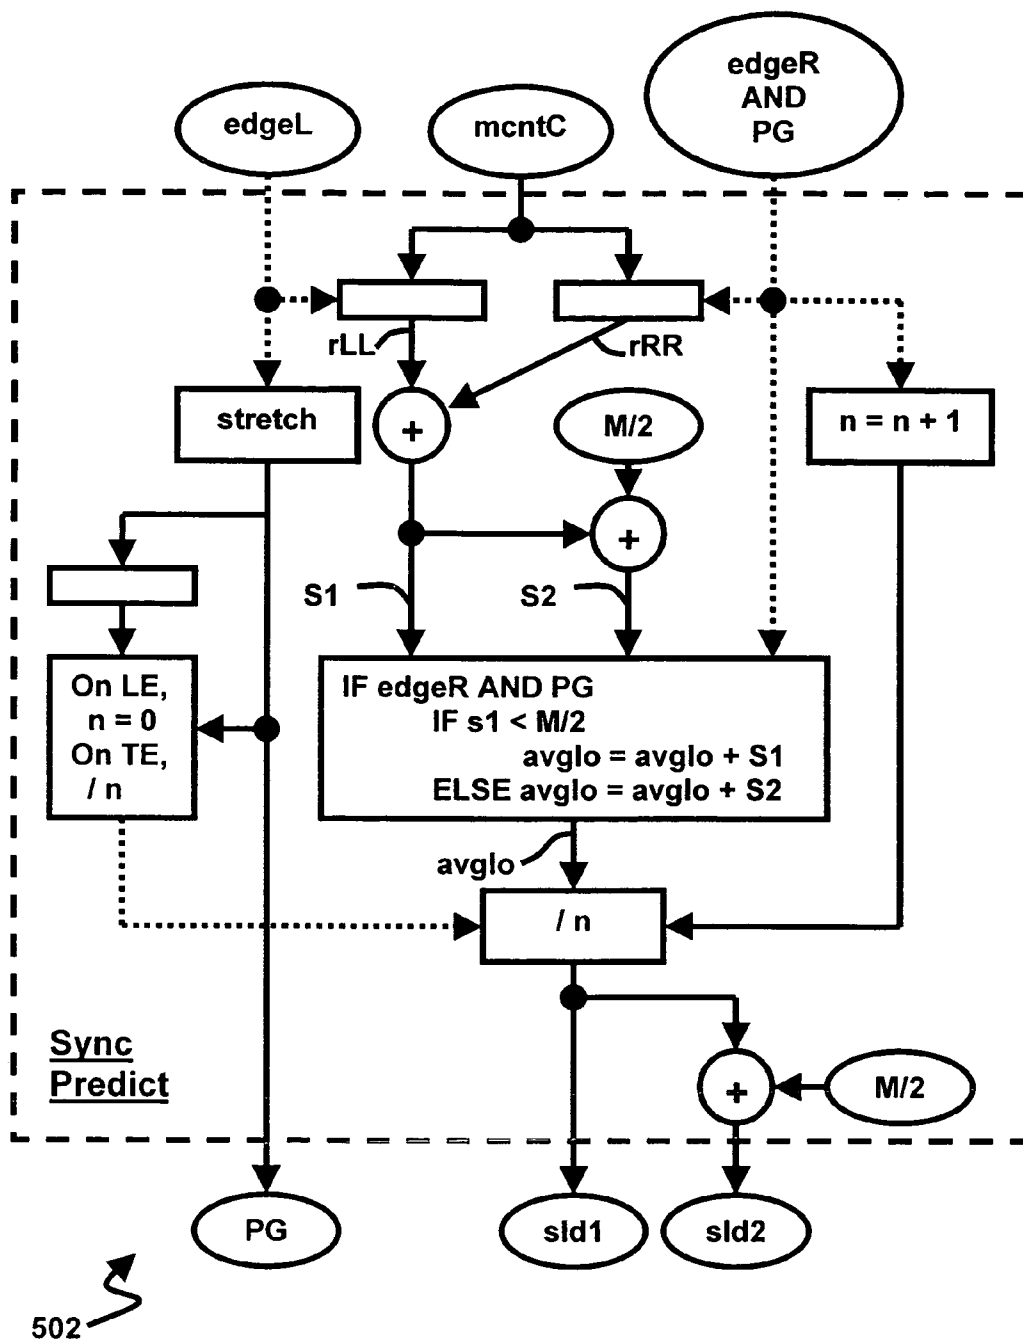 edgeL
mcntC
edgeR
AND
PG
rLL
rRR
stretch
+
M/2
n = n + 1
+
S1
S2
On LE,
n = 0
On TE,
/ n
IF edgeR AND PG
IF s1 < M/2
avglo = avglo + S1
ELSE avglo = avglo + S2
avglo
/ n
Sync
Predict
+
M/2
PG
sld1
sld2
502